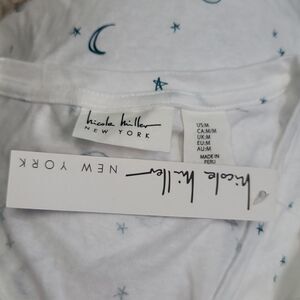 nicole miller
NEW YORK
US:M
CA:M/M
UK:M
EU:M
AU:M
MADE IN
PERU
nicole miller
NEW YORK